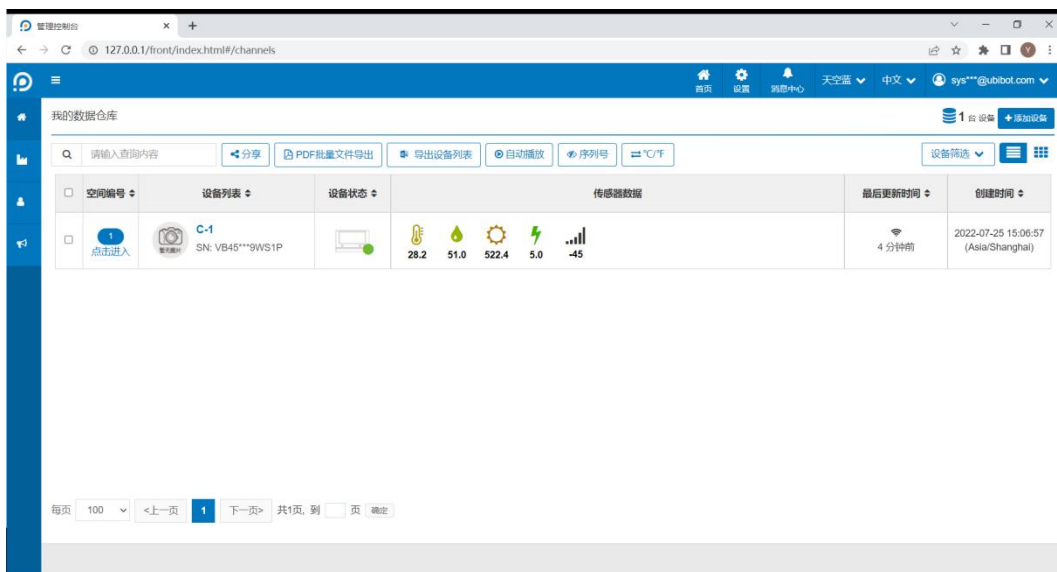 管理控制台
127.0.0.1/front/index.html#/channels
Y
首页 设置 消息中心 天空蓝 中文 sys***@ubibot.com
我的数据仓库
1 台 设备 +添加设备
请输入查询内容 分享 PDF批量文件导出 导出设备列表 自动播放 序列号 °C/°F 设备筛选
空间编号 设备列表 设备状态 传感器数据 最后更新时间 创建时间
1 点击进入
暂无图片
C-1
SN: VB45***9WS1P
28.2 51.0 522.4 5.0 -45
4 分钟前
2022-07-25 15:06:57
(Asia/Shanghai)
每页 100 <上一页 1 下一页> 共1页, 到 页 确定